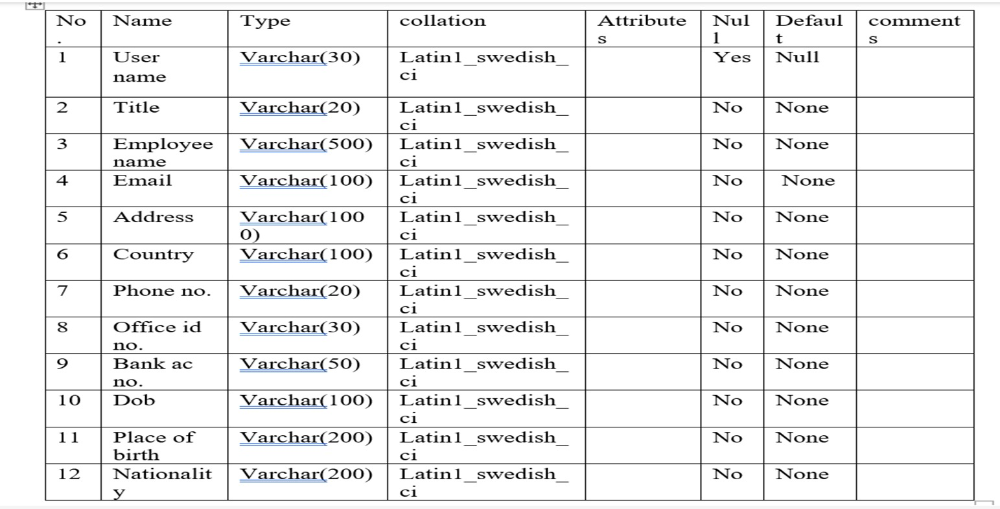 No. Name Type collation Attributes Null Default comments
1 User name Varchar(30) Latin1_swedish_ci Yes Null
2 Title Varchar(20) Latin1_swedish_ci No None
3 Employee name Varchar(500) Latin1_swedish_ci No None
4 Email Varchar(100) Latin1_swedish_ci No None
5 Address Varchar(1000) Latin1_swedish_ci No None
6 Country Varchar(100) Latin1_swedish_ci No None
7 Phone no. Varchar(20) Latin1_swedish_ci No None
8 Office id no. Varchar(30) Latin1_swedish_ci No None
9 Bank ac no. Varchar(50) Latin1_swedish_ci No None
10 Dob Varchar(100) Latin1_swedish_ci No None
11 Place of birth Varchar(200) Latin1_swedish_ci No None
12 Nationality Varchar(200) Latin1_swedish_ci No None